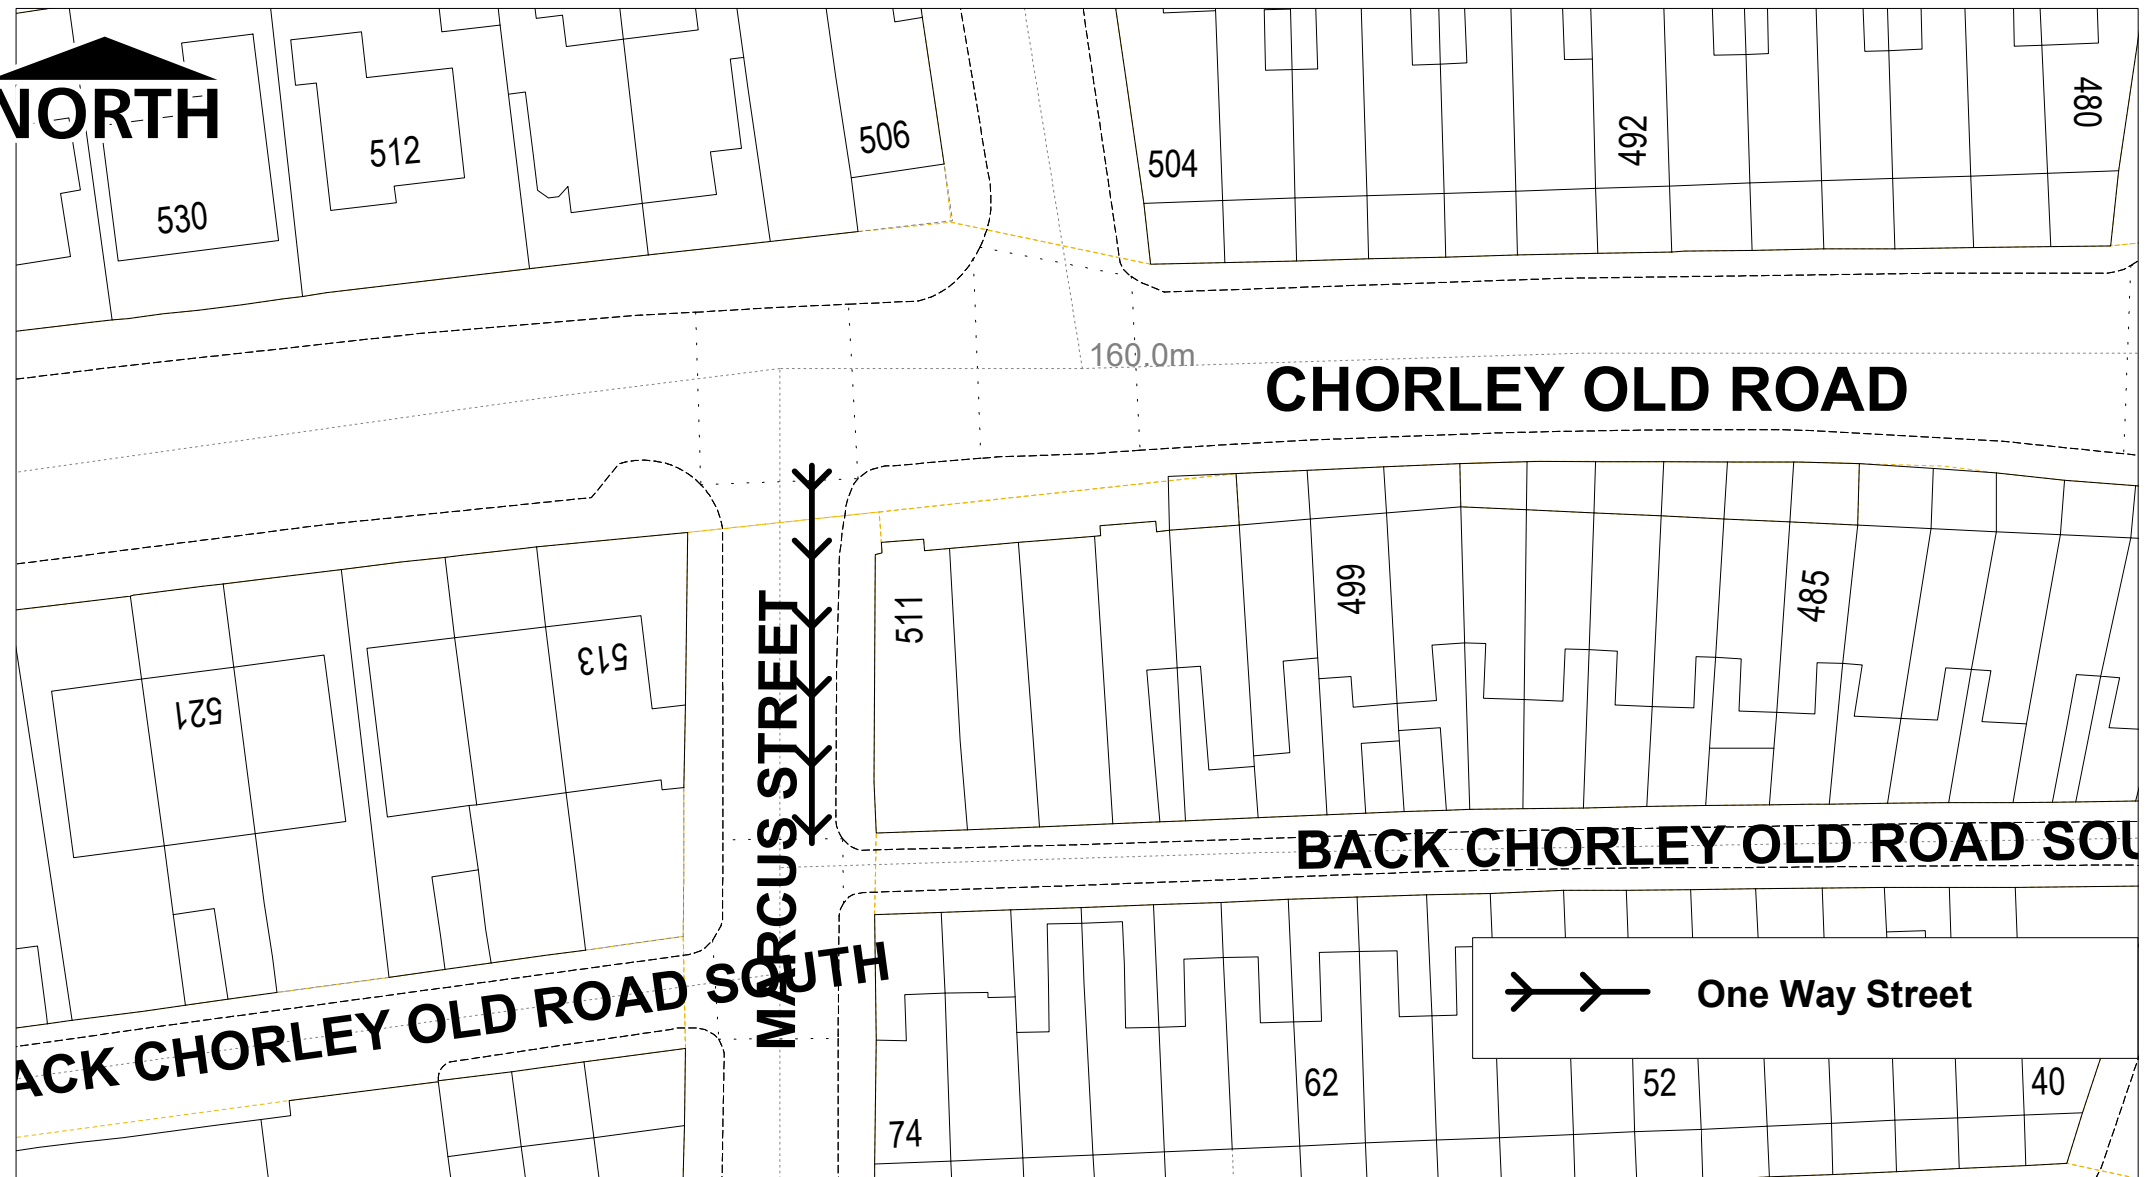 NORTH
530
512
506
504
492
480
160.0m
CHORLEY OLD ROAD
521
513
MARCUS STREET
511
499
485
BACK CHORLEY OLD ROAD SOU
ACK CHORLEY OLD ROAD SOUTH
One Way Street
74
62
52
40